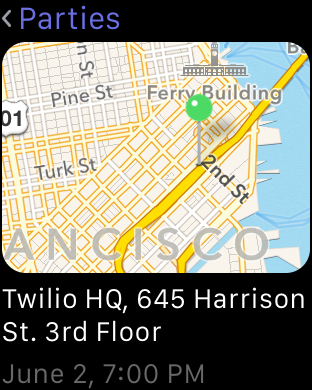 Parties
B
n St
Pine St
Ferry Building
01
Turk St
2nd St
ANCISCO
Twilio HQ, 645 Harrison
St. 3rd Floor
June 2, 7:00 PM